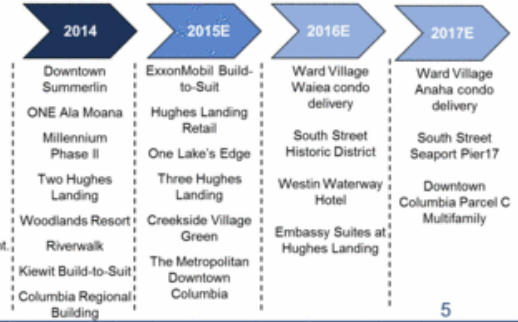 2014
Downtown
Summerlin
ONE Ala Moana
Millennium
Phase II
Two Hughes
Landing
Woodlands Resort
Riverwalk
Kiewit Build-to-Suit
Columbia Regional
Building
2015E
ExxonMobil Build-
to-Suit
Hughes Landing
Retail
One Lake's Edge
Three Hughes
Landing
Creekside Village
Green
The Metropolitan
Downtown
Columbia
2016E
Ward Village
Waiea condo
delivery
South Street
Historic District
Westin Waterway
Hotel
Embassy Suites at
Hughes Landing
2017E
Ward Village
Anaha condo
delivery
South Street
Seaport Pier17
Downtown
Columbia Parcel C
Multifamily
5